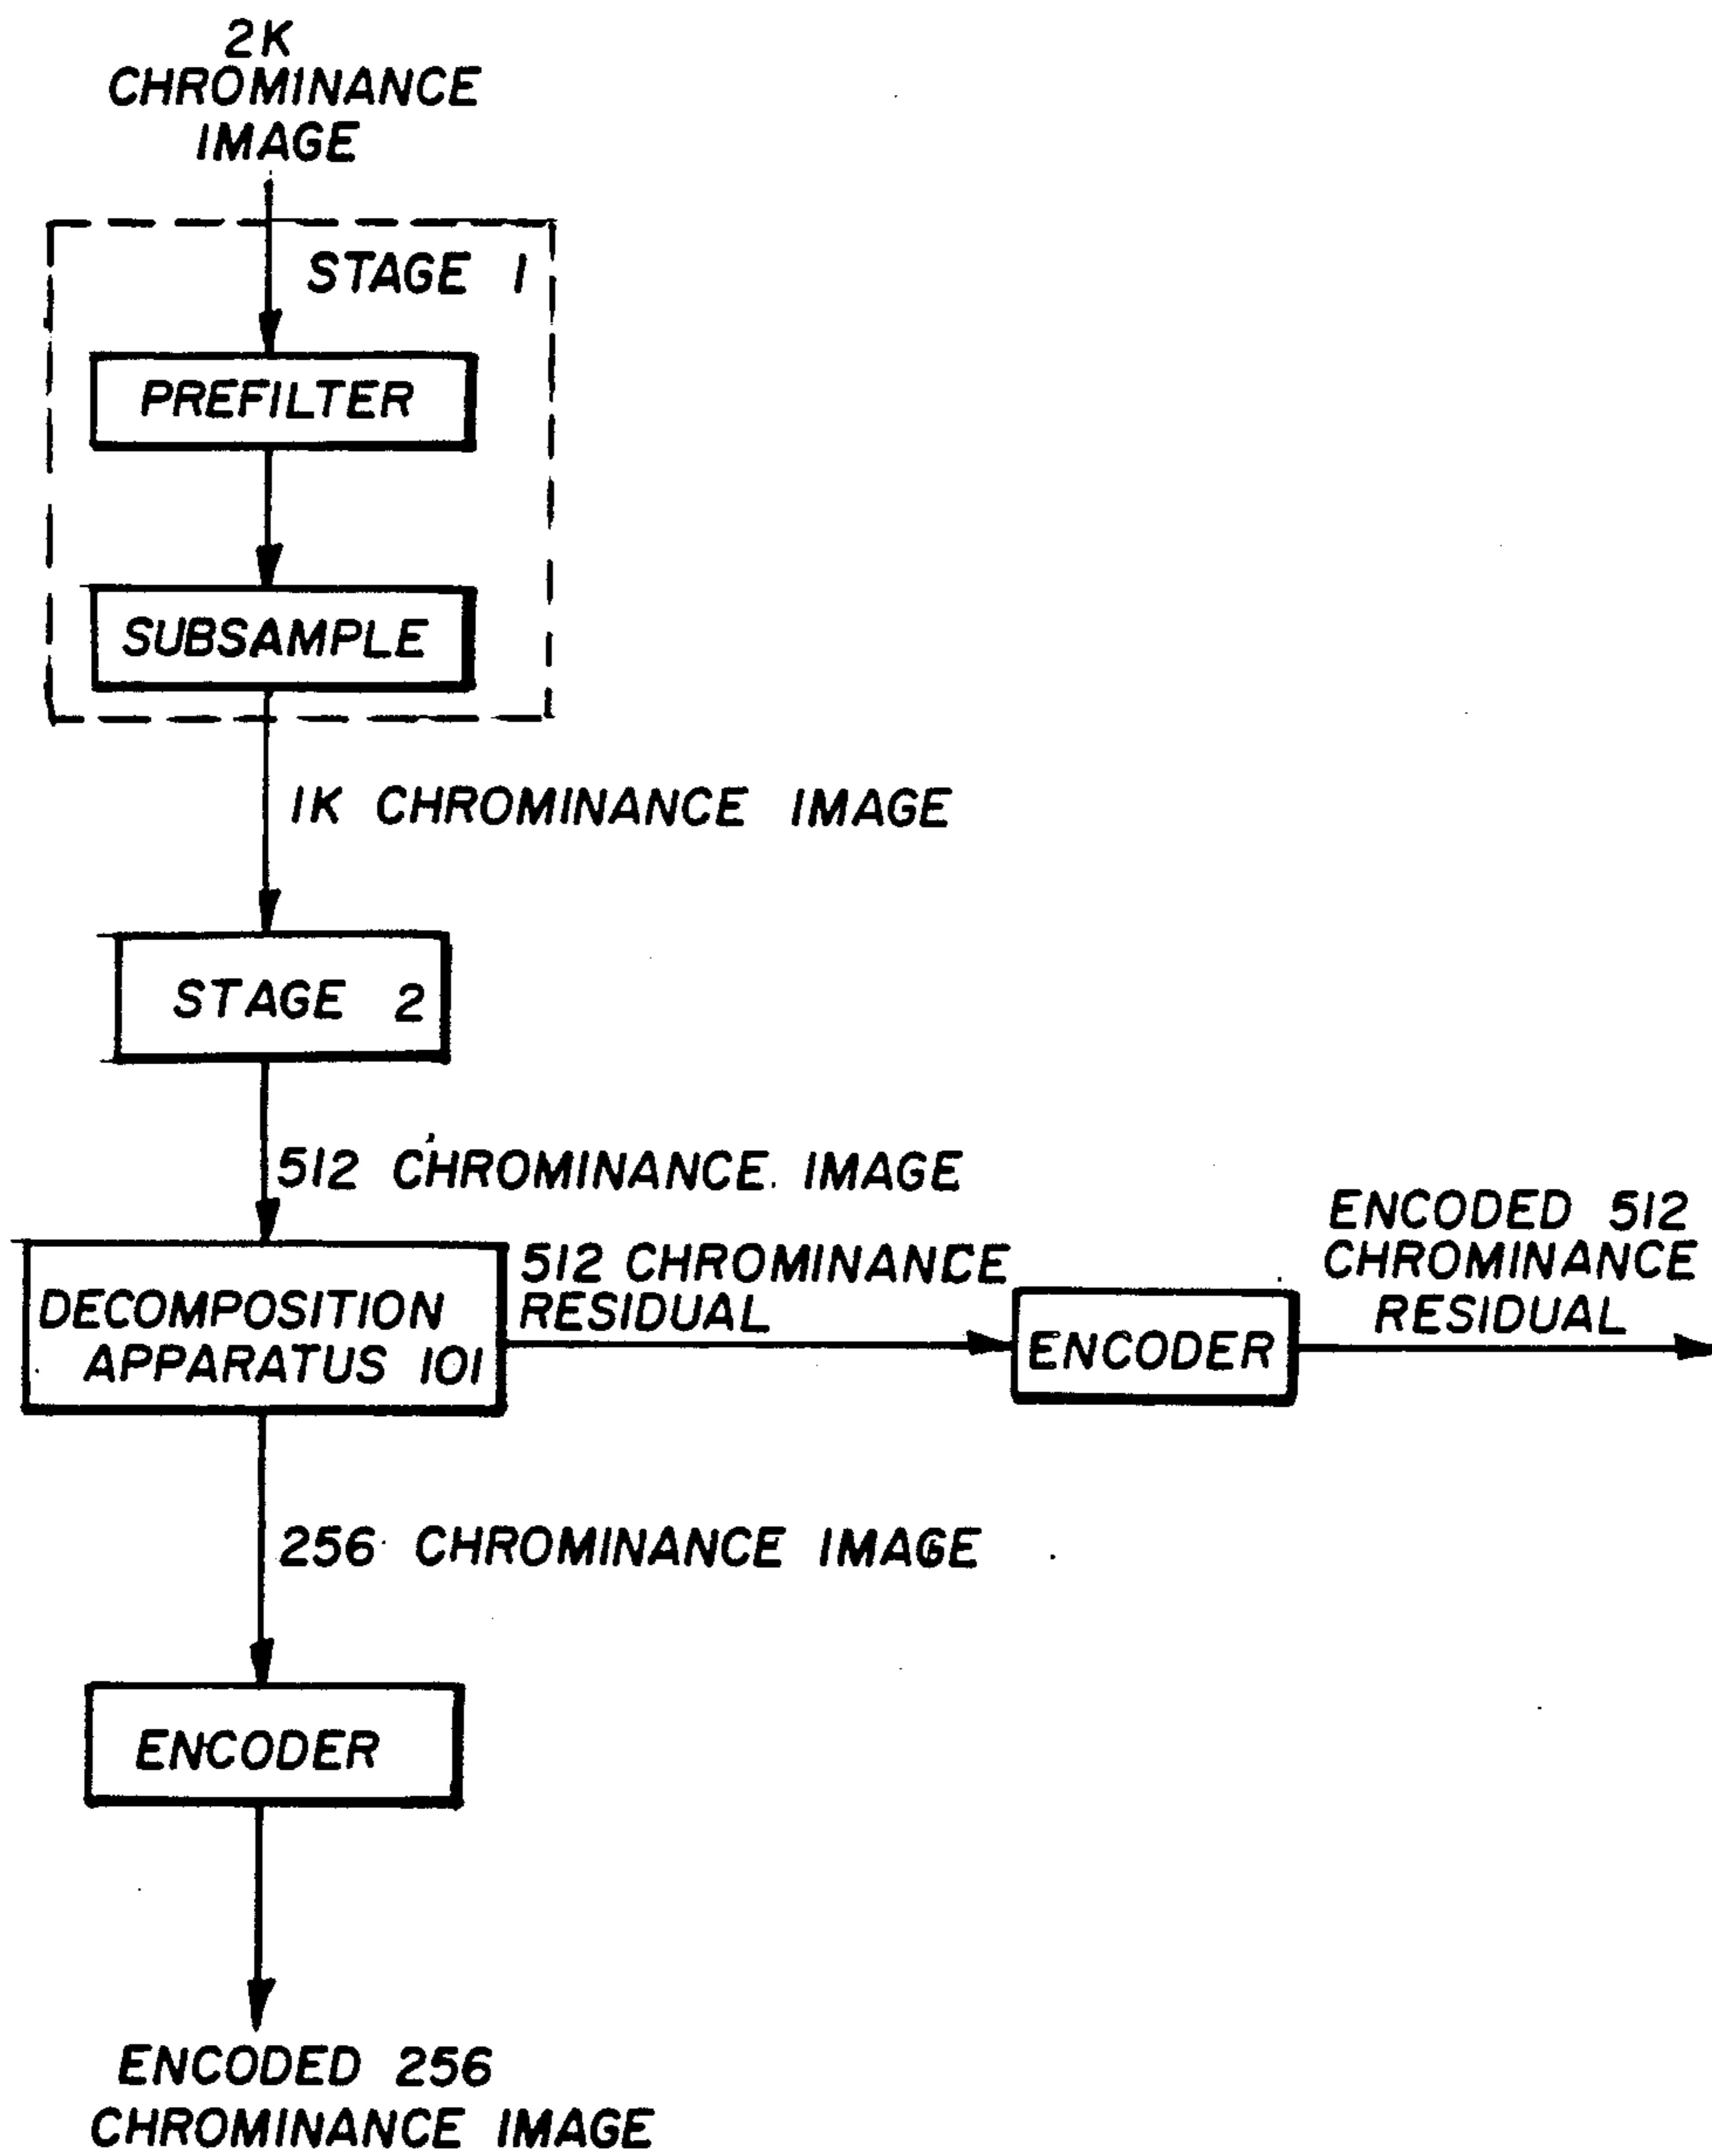 2K
CHROMINANCE
IMAGE
STAGE 1
PREFILTER
SUBSAMPLE
1K CHROMINANCE IMAGE
STAGE 2
512 CHROMINANCE IMAGE
DECOMPOSITION
APPARATUS 101
512 CHROMINANCE
RESIDUAL
ENCODER
ENCODED 512
CHROMINANCE
RESIDUAL
256 CHROMINANCE IMAGE
ENCODER
ENCODED 256
CHROMINANCE IMAGE